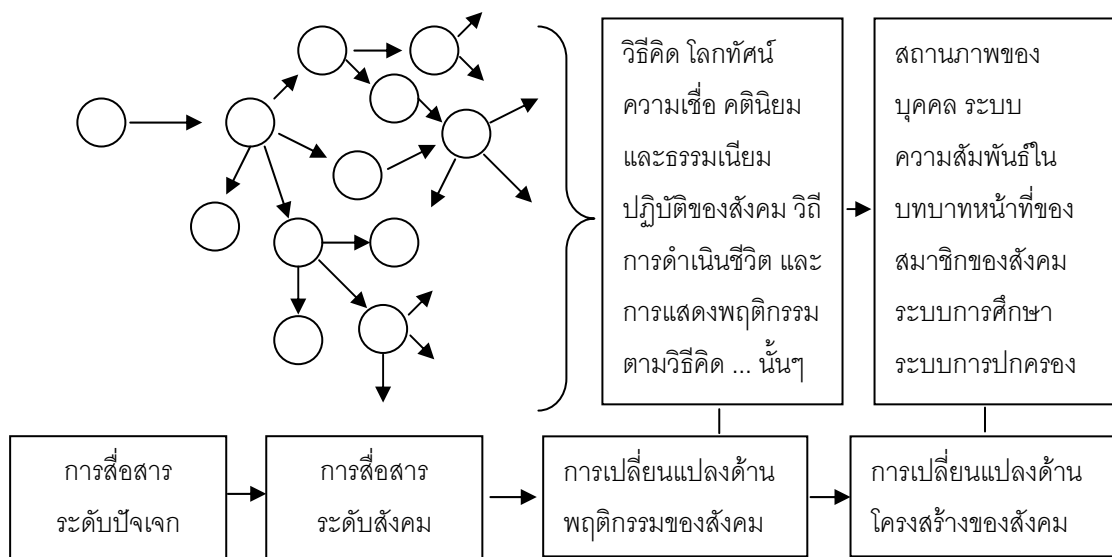 วิธีคิด โลกทัศน์
ความเชื่อ คตินิยม
และธรรมเนียม
ปฏิบัติของสังคม วิถี
การดำเนินชีวิต และ
การแสดงพฤติกรรม
ตามวิธีคิด ... นั้นๆ
สถานภาพของ
บุคคล ระบบ
ความสัมพันธ์ใน
บทบาทหน้าที่ของ
สมาชิกของสังคม
ระบบการศึกษา
ระบบการปกครอง
การสื่อสาร
ระดับปัจเจก
การสื่อสาร
ระดับสังคม
การเปลี่ยนแปลงด้าน
พฤติกรรมของสังคม
การเปลี่ยนแปลงด้าน
โครงสร้างของสังคม